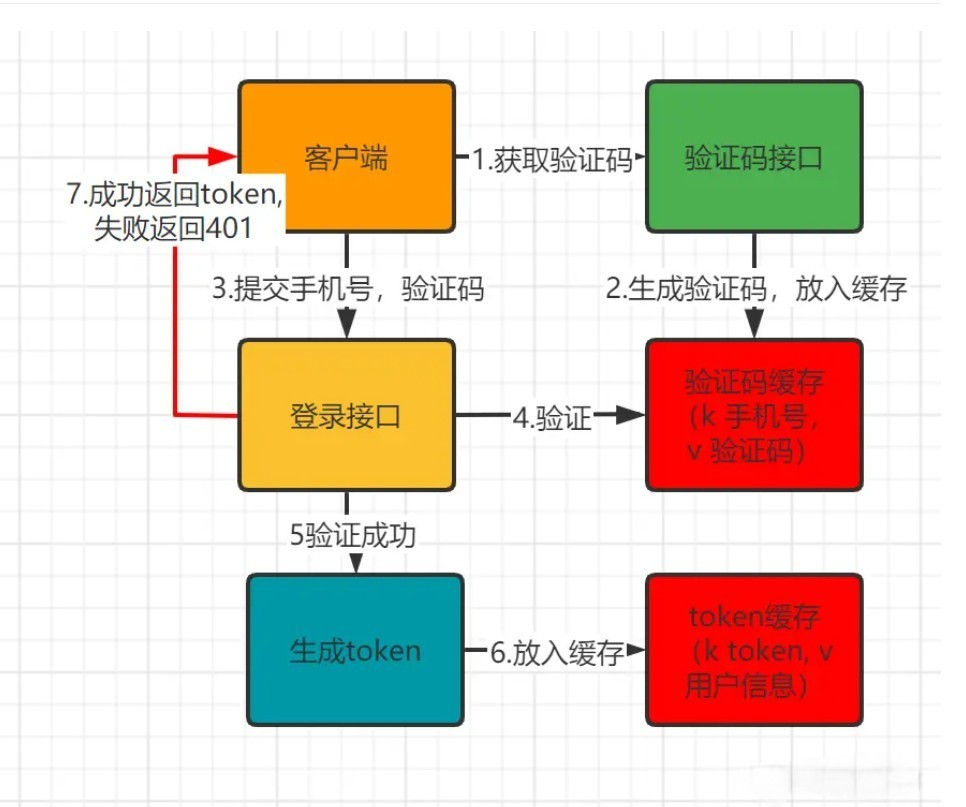 客户端
1.获取验证码
验证码接口
7.成功返回token,
失败返回401
3.提交手机号，验证码
2.生成验证码，放入缓存
登录接口
4.验证
验证码缓存
（k 手机号，
v 验证码）
5验证成功
生成token
6.放入缓存
token缓存
（k token, v
用户信息）